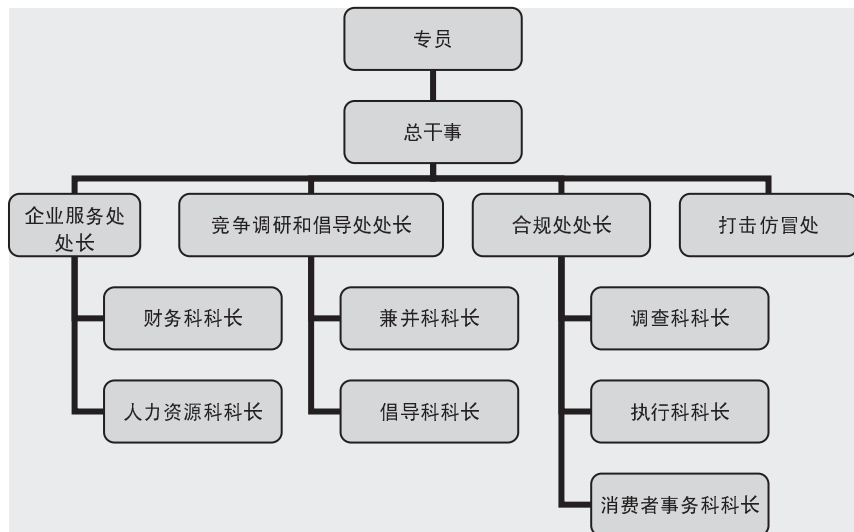 专员
总干事
企业服务处
处长
竞争调研和倡导处处长
合规处处长
打击仿冒处
财务科科长
兼并科科长
调查科科长
人力资源科科长
倡导科科长
执行科科长
消费者事务科科长